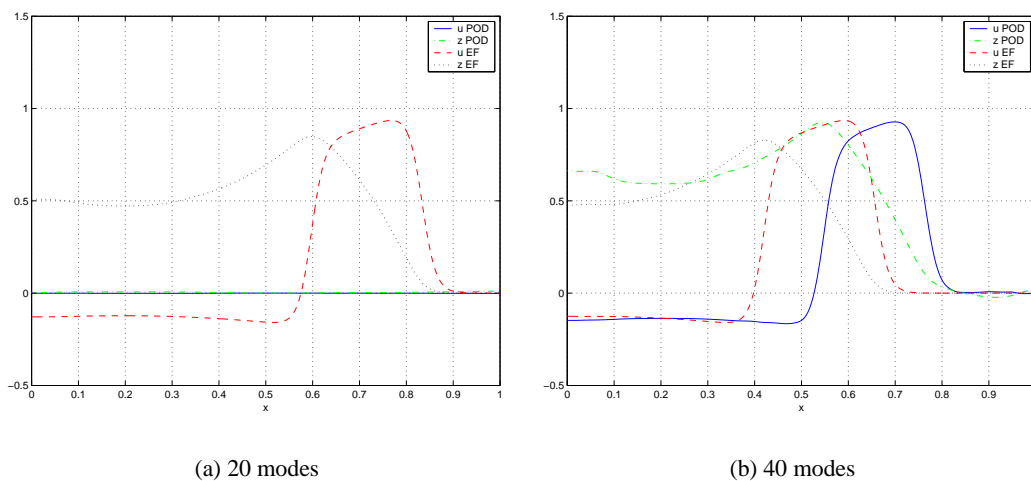 1.5
1
0.5
0
−0.5
0 0.1 0.2 0.3 0.4 0.5 0.6 0.7 0.8 0.9 1
x
u POD
z POD
u EF
z EF
(a) 20 modes
1.5
1
0.5
0
−0.5
0 0.1 0.2 0.3 0.4 0.5 0.6 0.7 0.8 0.9
x
u POD
z POD
u EF
z EF
(b) 40 modes